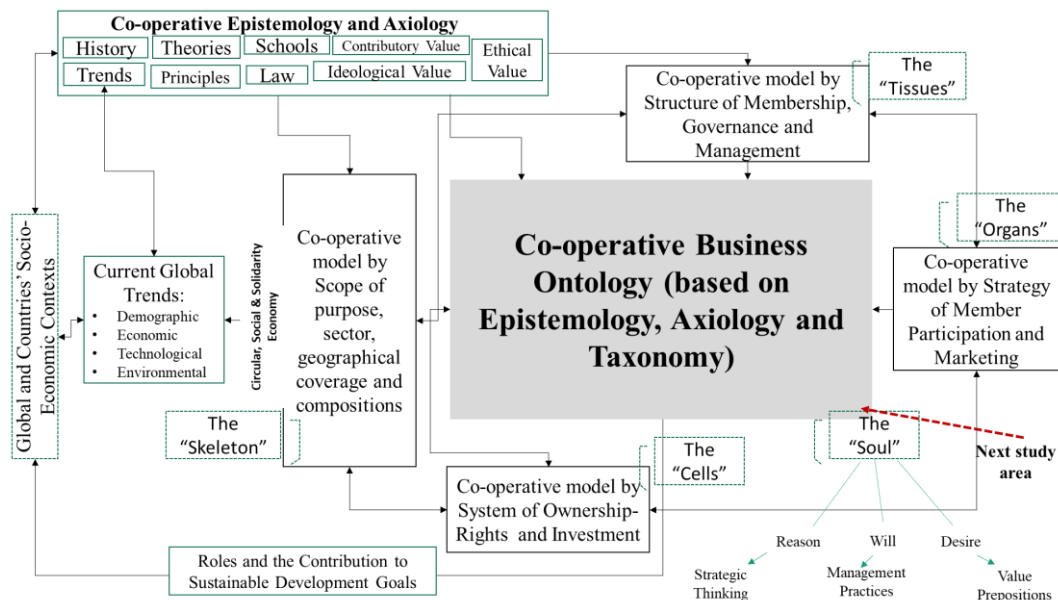 Co-operative Epistemology and Axiology
History
Theories
Schools
Contributory Value
Ethical
Value
Trends
Principles
Law
Ideological Value
Co-operative model by
Structure of Membership,
Governance and
Management
The
“Tissues”
The
“Organs”
Global and Countries’ Socio-
Economic Contexts
Current Global
Trends:
• Demographic
• Economic
• Technological
• Environmental
Circular, Social & Solidarity
Economy
Co-operative
model by
Scope of
purpose,
sector,
geographical
coverage and
compositions
Co-operative Business
Ontology (based on
Epistemology, Axiology and
Taxonomy)
Co-operative
model by Strategy
of Member
Participation and
Marketing
The
“Skeleton”
The
“Cells”
The
“Soul”
Next study
area
Co-operative model by
System of Ownership-
Rights and Investment
Reason
Will
Desire
Roles and the Contribution to
Sustainable Development Goals
Strategic
Thinking
Management
Practices
Value
Prepositions